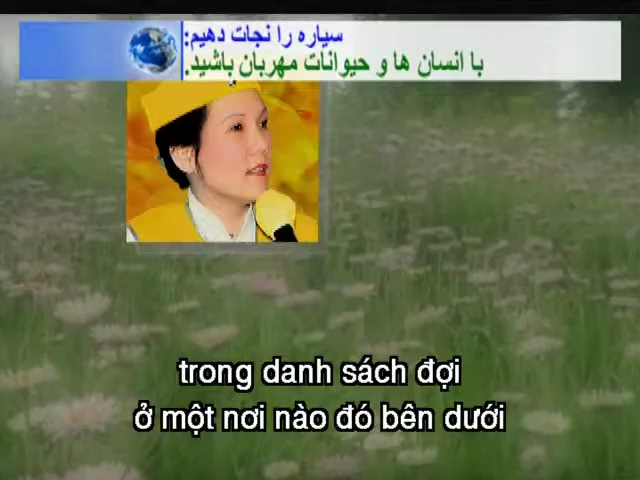 سیاره را نجات دهیم:
با انسان ها و حیوانات مهربان باشید.
trong danh sách đợi
ở một nơi nào đó bên dưới